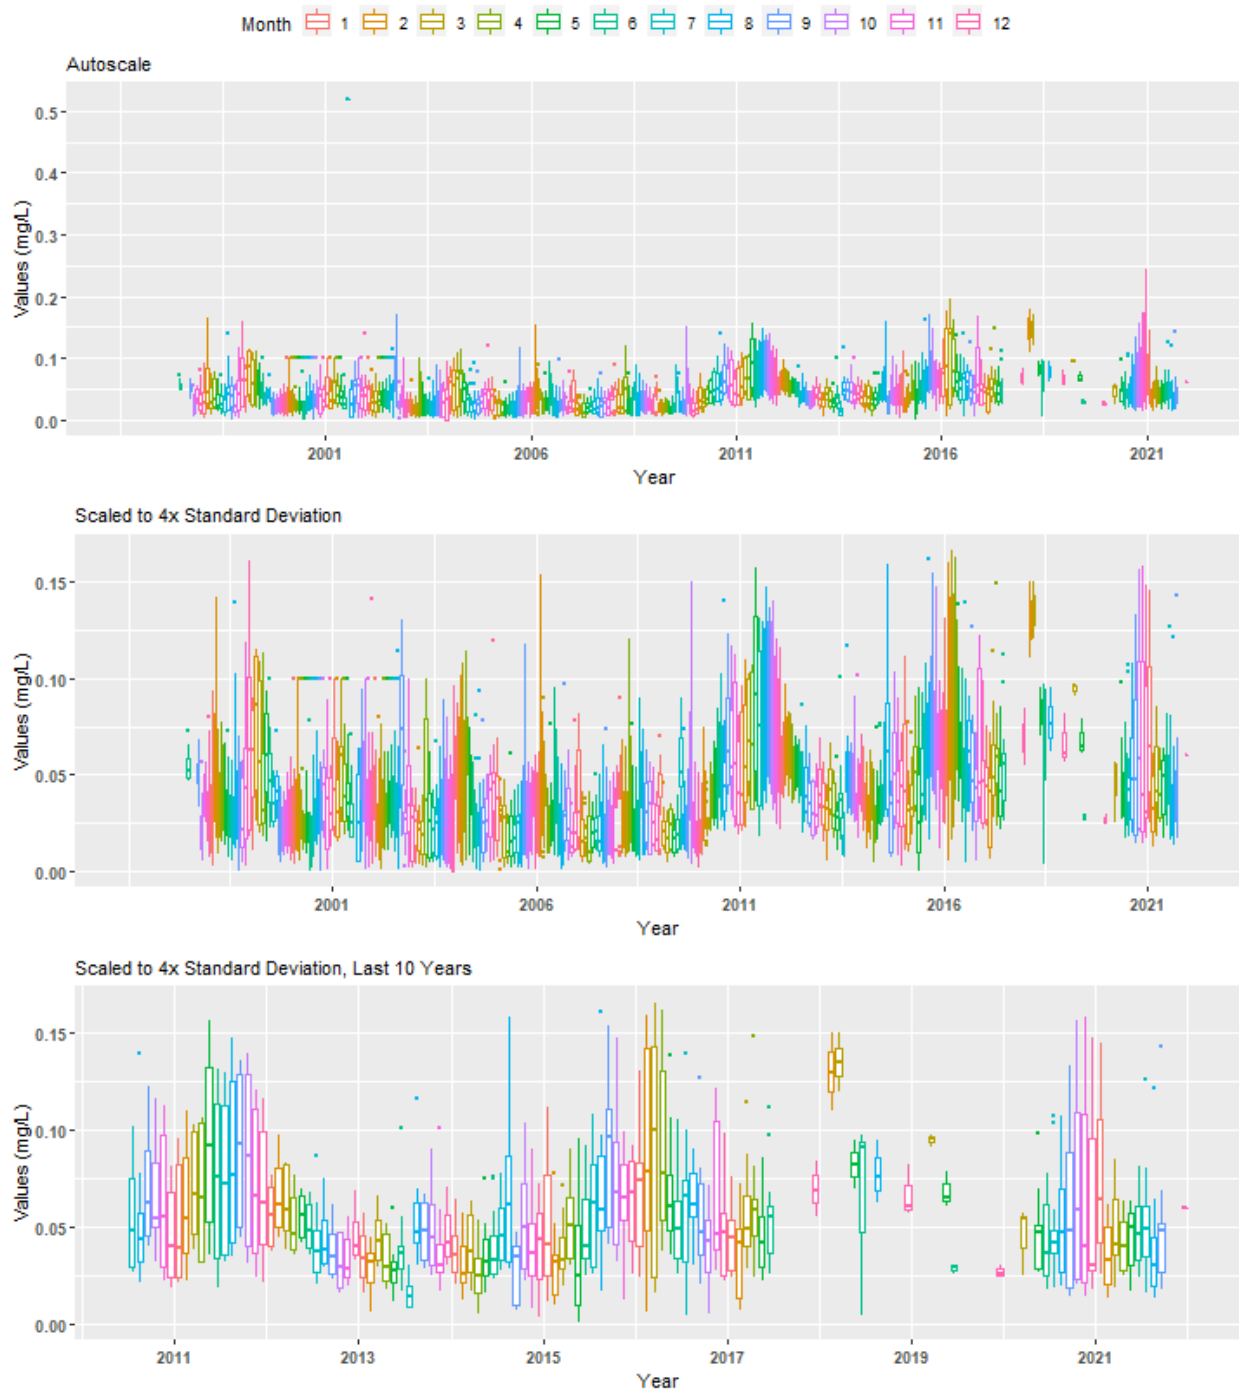 Month 1 2 3 4 5 6 7 8 9 10 11 12
Autoscale
Values (mg/L)
0.5
0.4
0.3
0.2
0.1
0.0
2001 2006 2011 2016 2021
Year
Scaled to 4x Standard Deviation
Values (mg/L)
0.15
0.10
0.05
0.00
2001 2006 2011 2016 2021
Year
Scaled to 4x Standard Deviation, Last 10 Years
Values (mg/L)
0.15
0.10
0.05
0.00
2011 2013 2015 2017 2019 2021
Year